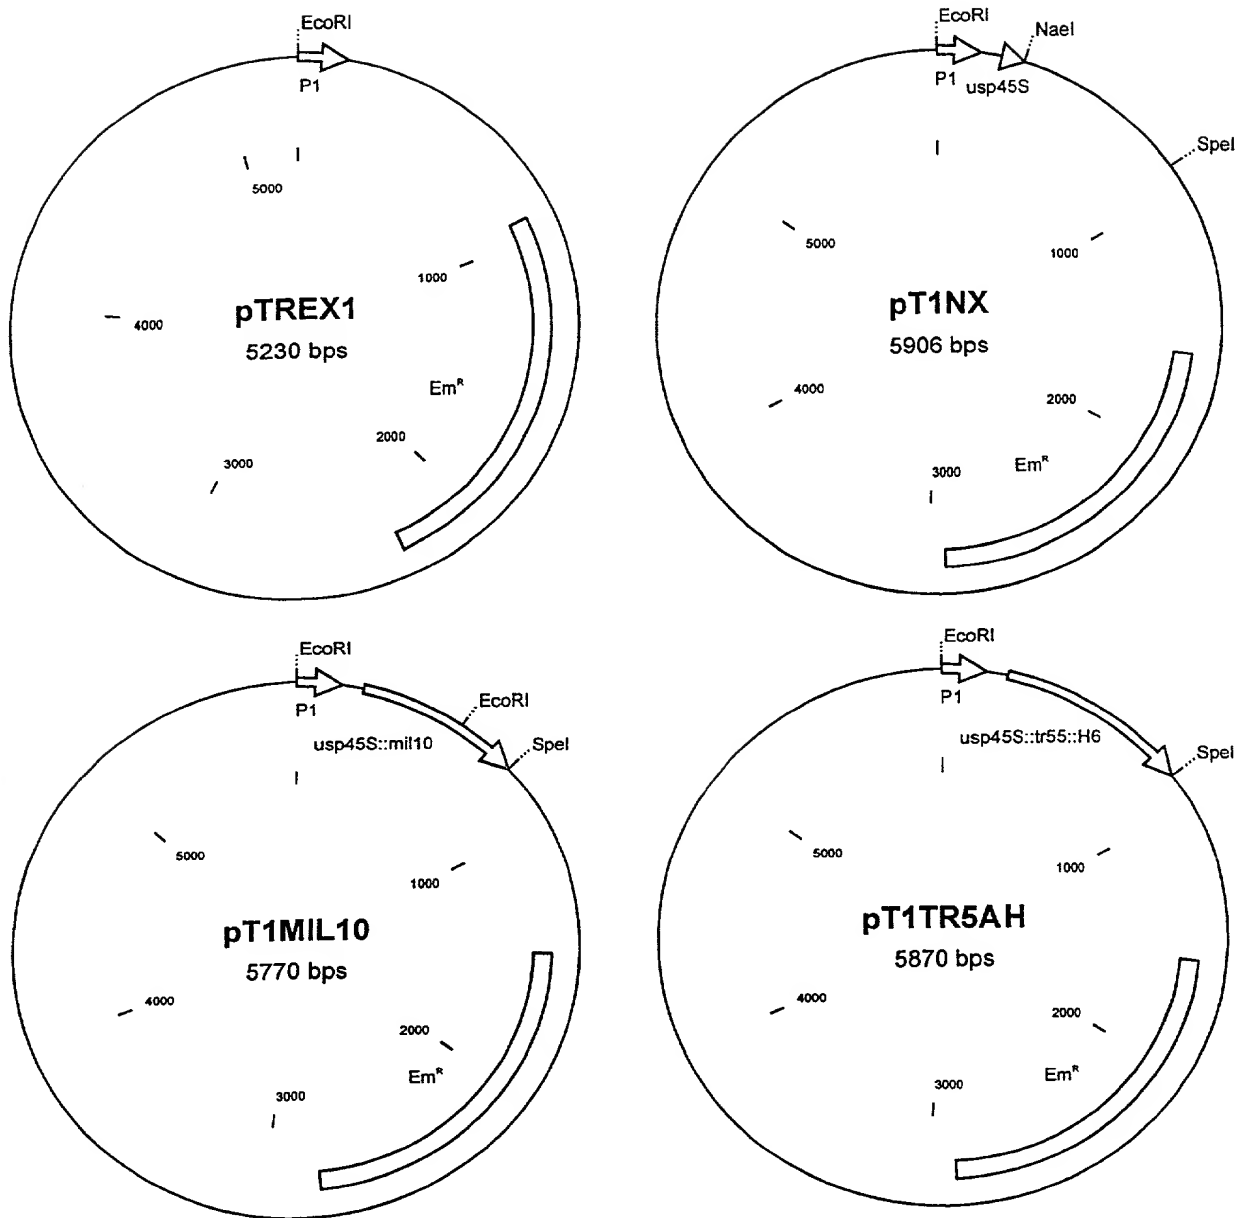 EcoRI
P1
5000
1000
pTREX1
5230 bps
4000
Em^R
2000
3000
EcoRI
NaeI
P1
usp45S
SpeI
5000
1000
pT1NX
5906 bps
4000
2000
3000
Em^R
EcoRI
P1
EcoRI
usp45S::mil10
SpeI
5000
1000
pT1MIL10
5770 bps
4000
2000
Em^R
3000
EcoRI
P1
usp45S::tr55::H6
SpeI
5000
1000
pT1TR5AH
5870 bps
4000
2000
Em^R
3000